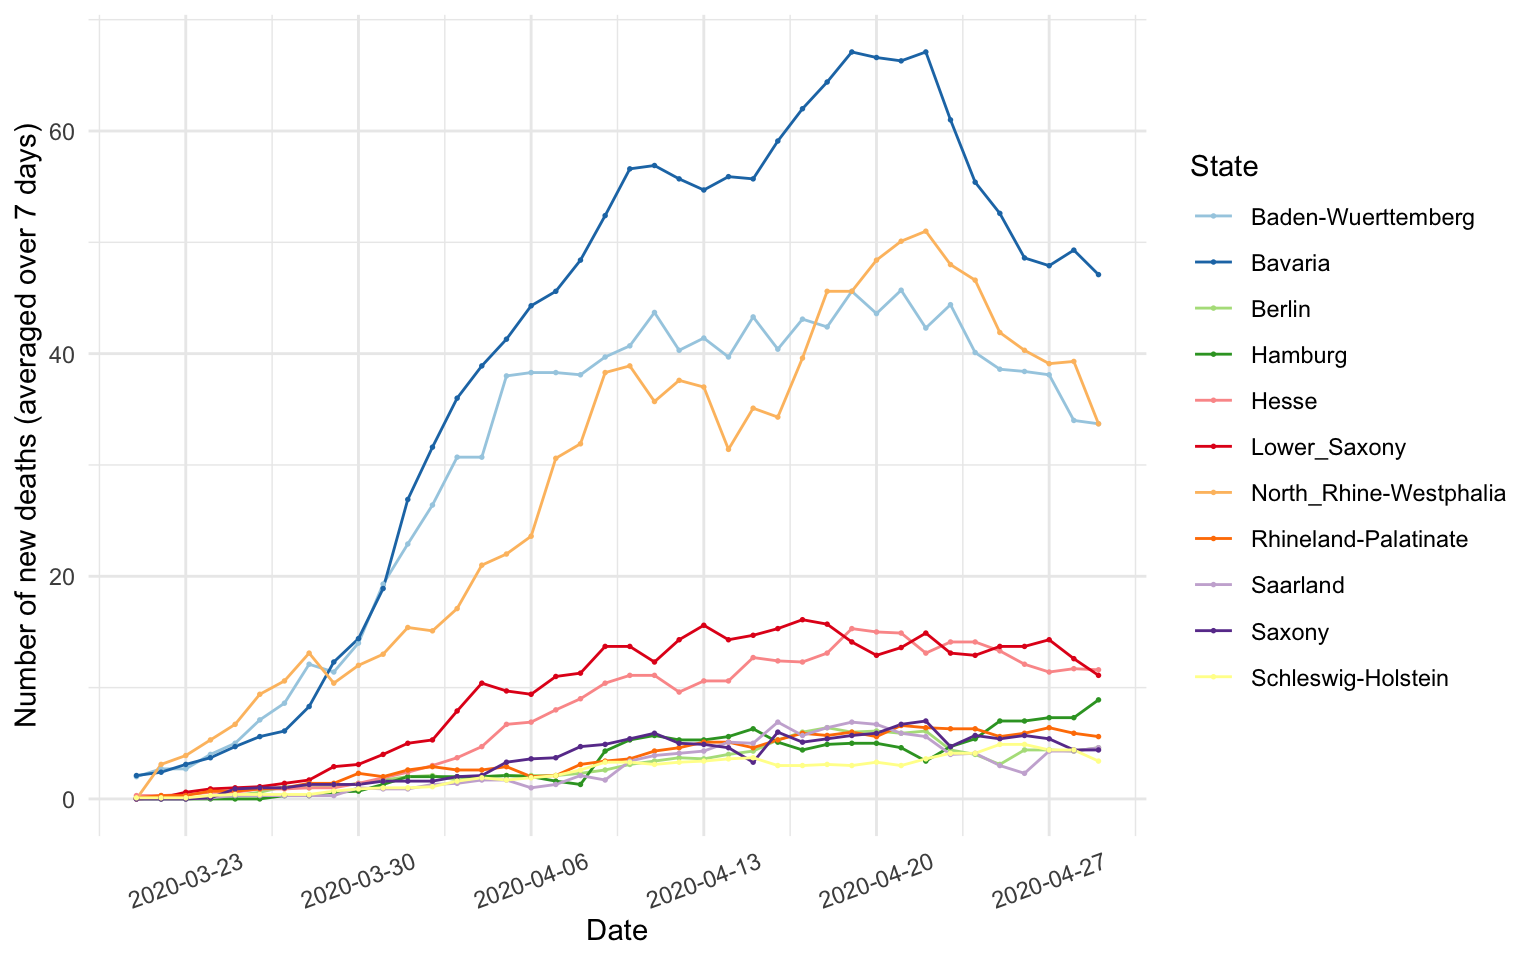 Number of new deaths (averaged over 7 days)
60
40
20
0
2020-03-23
2020-03-30
2020-04-06
2020-04-13
2020-04-20
2020-04-27
Date
State
Baden-Wuerttemberg
Bavaria
Berlin
Hamburg
Hesse
Lower_Saxony
North_Rhine-Westphalia
Rhineland-Palatinate
Saarland
Saxony
Schleswig-Holstein